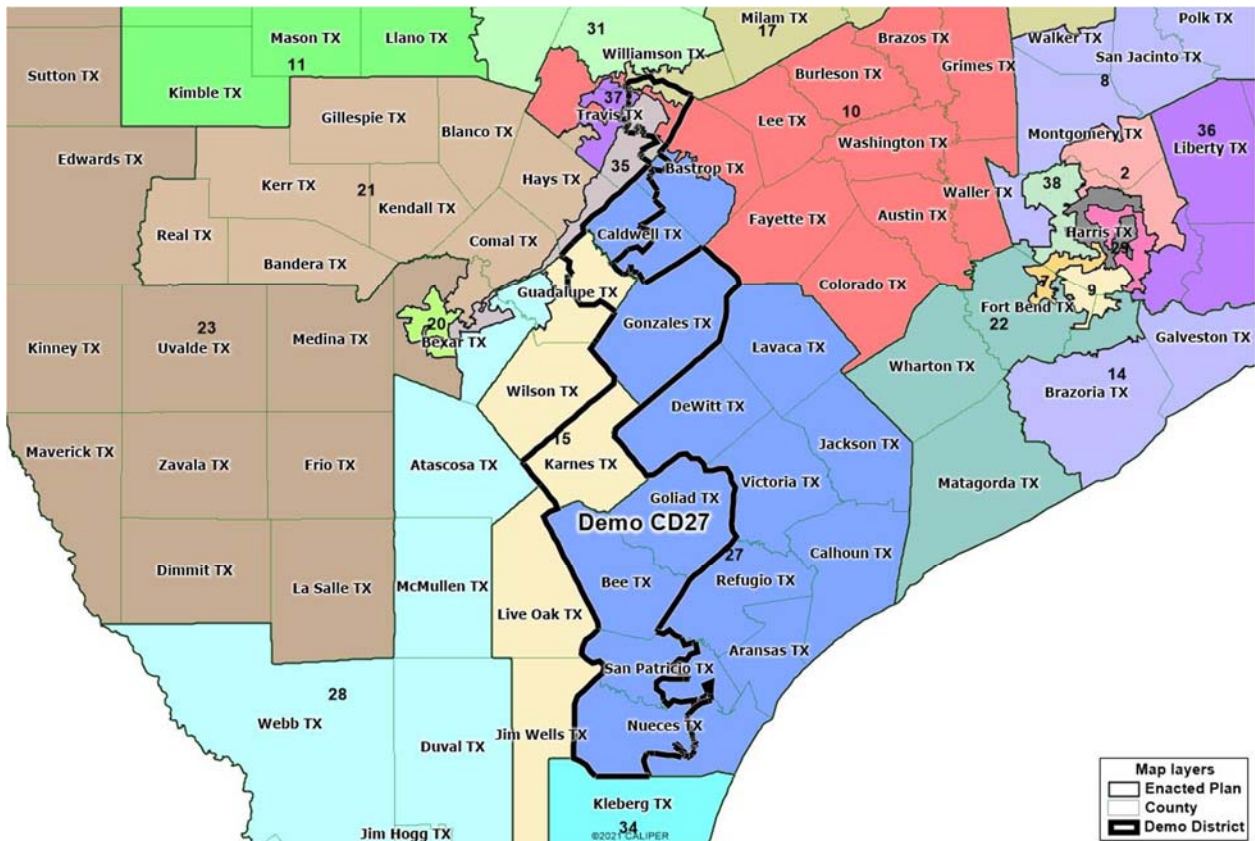 Milam TX
17
Polk TX
31
Mason TX
Llano TX
Williamson TX
Brazos TX
Walker TX
San Jacinto TX
Sutton TX
11
Kimble TX
Burleson TX
Grimes TX
8
37
Travis TX
10
Gillespie TX
Blanco TX
Lee TX
Washington TX
Montgomery TX
36
Liberty TX
Edwards TX
Kerr TX
21
Kendall TX
Hays TX
35
Bastrop TX
38
2
Real TX
Bandera TX
Comal TX
Caldwell TX
Fayette TX
Austin TX
Waller TX
Harris TX
29
Guadalupe TX
Colorado TX
7
9
Fort Bend TX
22
Kinney TX
23
Uvalde TX
Medina TX
20
Bexar TX
Gonzales TX
Lavaca TX
Wharton TX
Galveston TX
14
Brazoria TX
Wilson TX
DeWitt TX
Maverick TX
Zavala TX
Frio TX
Atascosa TX
15
Karnes TX
Jackson TX
Matagorda TX
Goliad TX
Victoria TX
Demo CD27
27
Dimmit TX
La Salle TX
McMullen TX
Live Oak TX
Bee TX
Refugio TX
Calhoun TX
28
Webb TX
Duval TX
Jim Wells TX
San Patricio TX
Aransas TX
Nueces TX
Kleberg TX
34
Jim Hogg TX
©2021 CALIPER
Map layers
Enacted Plan
County
Demo District